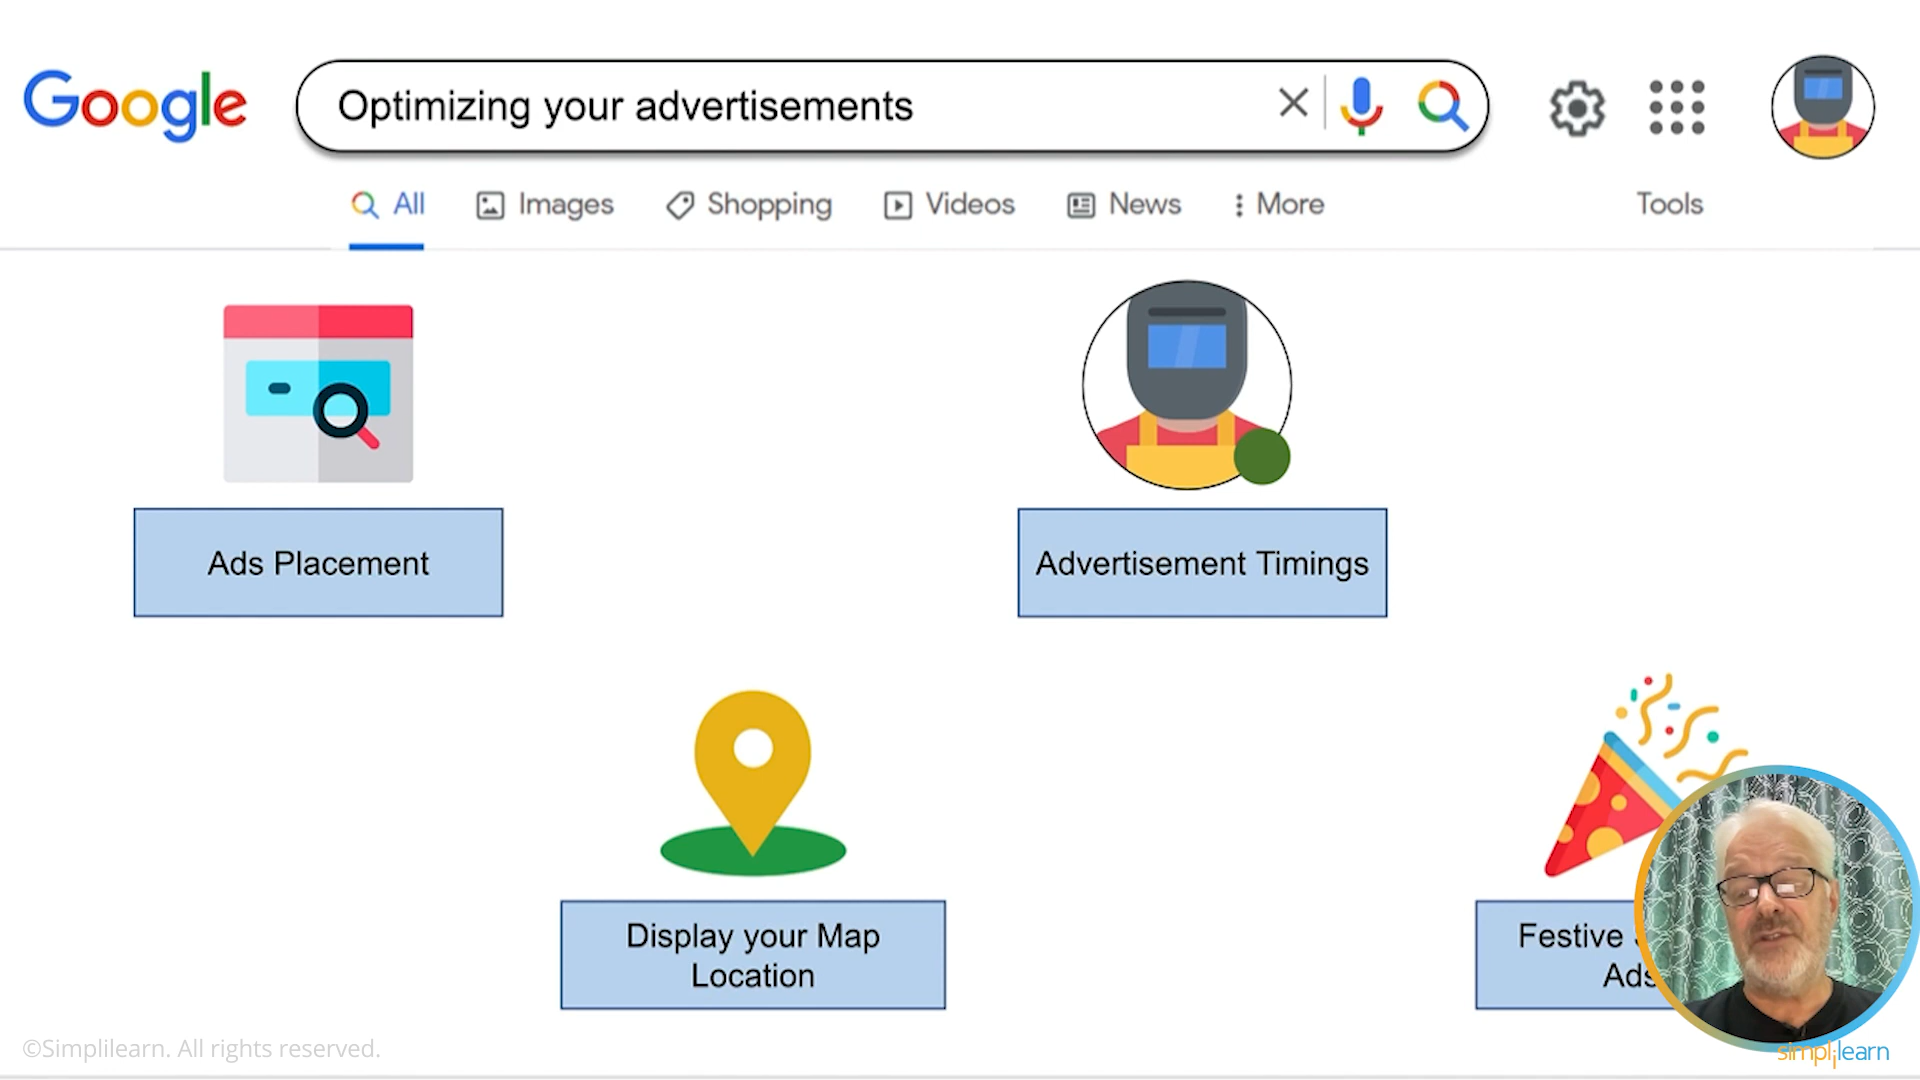 Google
Optimizing your advertisements
All
Images
Shopping
Videos
News
More
Tools
Ads Placement
Advertisement Timings
Display your Map
Location
Festive
Ads
©Simplilearn. All rights reserved.
simplilearn